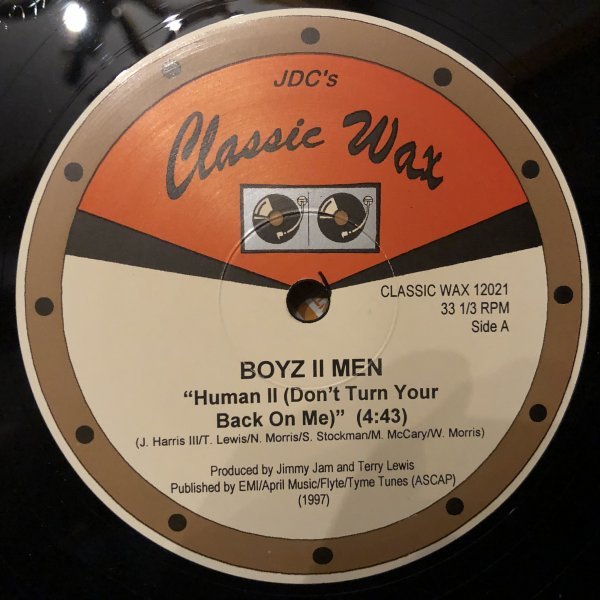 JDC's
Classic Wax
CLASSIC WAX 12021
33 1/3 RPM
Side A
BOYZ II MEN
“Human II (Don't Turn Your
Back On Me)” (4:43)
(J. Harris III/T. Lewis/N. Morris/S. Stockman/M. McCary/W. Morris)
Produced by Jimmy Jam and Terry Lewis
Published by EMI/April Music/Flyte/Tyme Tunes (ASCAP)
(1997)